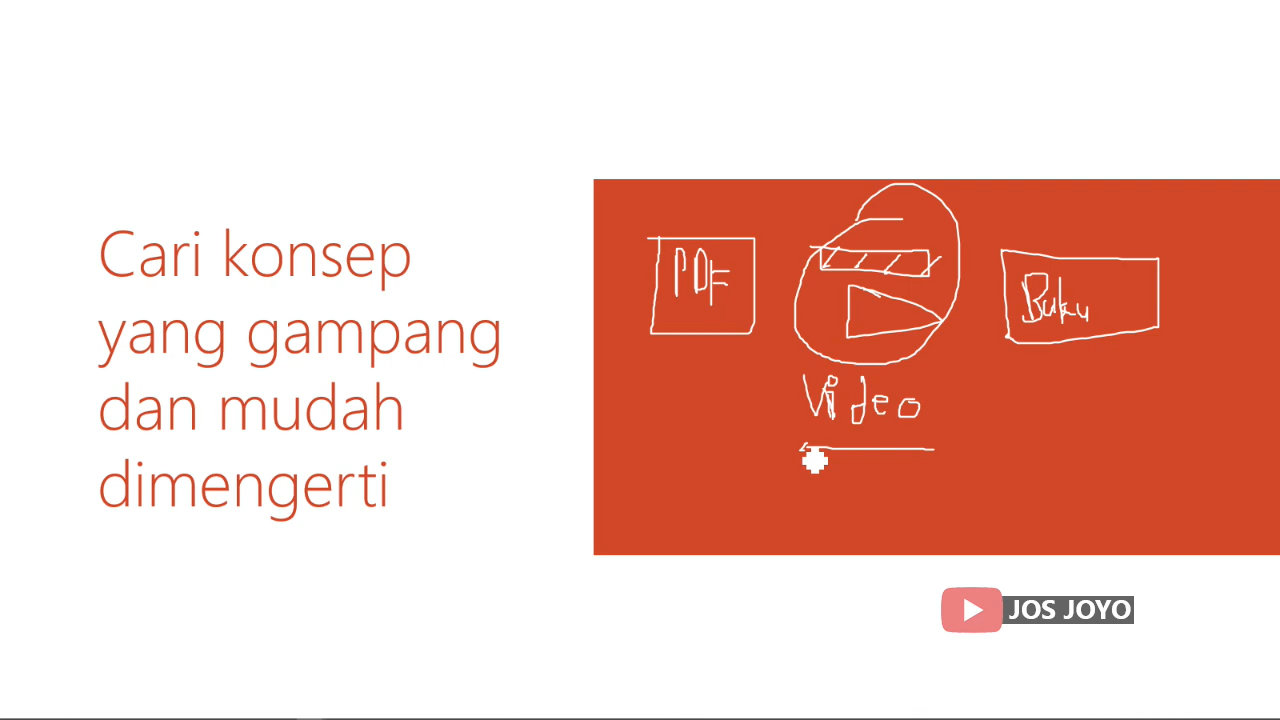 Cari konsep
yang gampang
dan mudah
dimengerti
PDF
Video
Buku
JOS JOYO